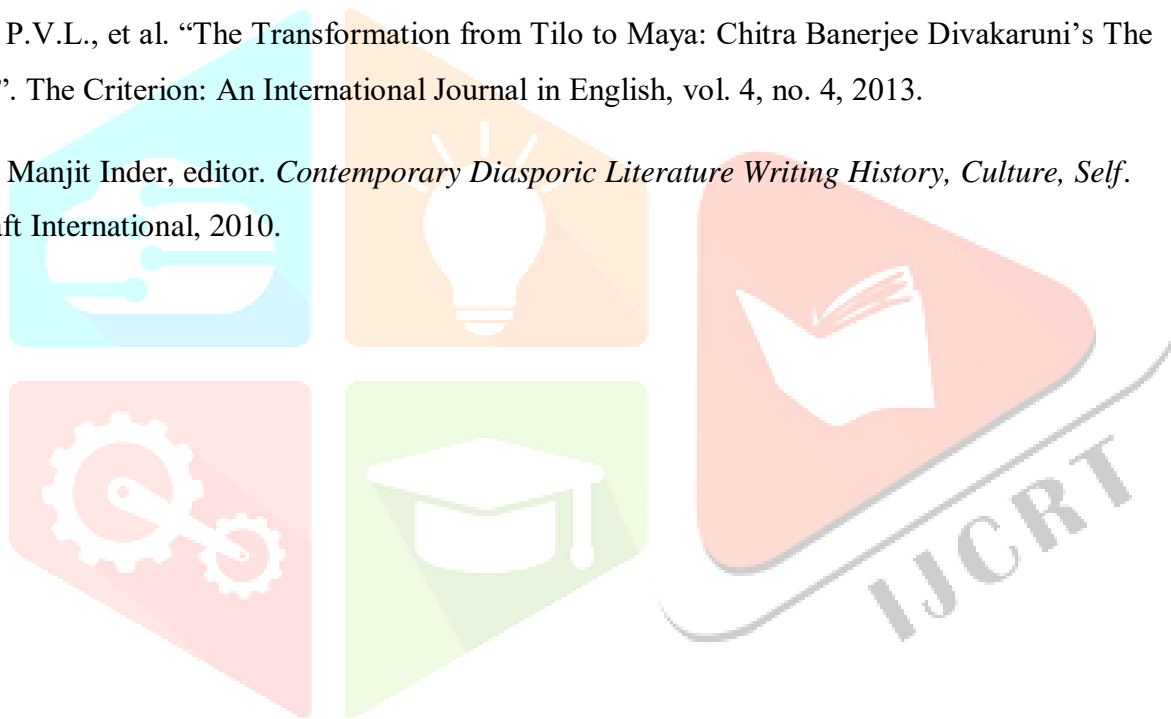 P.V.L., et al. “The Transformation from Tilo to Maya: Chitra Banerjee Divakaruni’s The
”. The Criterion: An International Journal in English, vol. 4, no. 4, 2013.
Manjit Inder, editor. Contemporary Diasporic Literature Writing History, Culture, Self.
ft International, 2010.
IJCRT